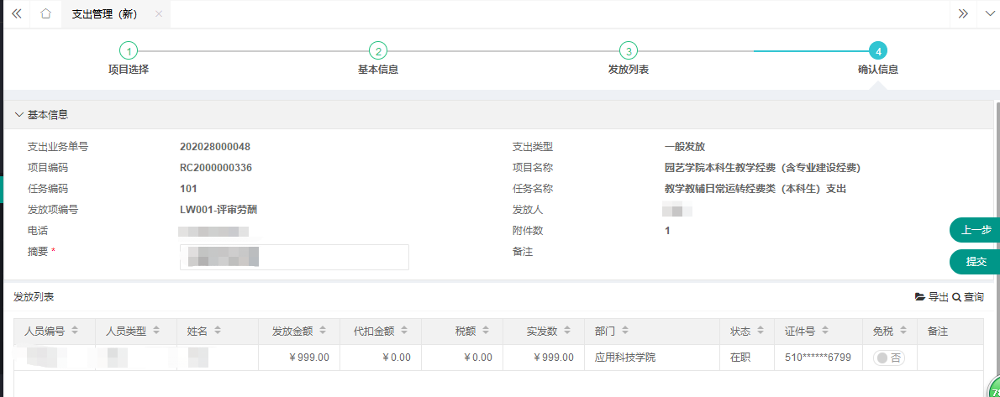 支出管理（新）
1 2 3 4
项目选择 基本信息 发放列表 确认信息
基本信息
支出业务单号 202028000048 支出类型 一般发放
项目编码 RC2000000336 项目名称 园艺学院本科生教学经费（含专业建设经费）
任务编码 101 任务名称 教学教辅日常运转经费类（本科生）支出
发放项编号 LW001-评审劳酬 发放人
电话 附件数 1
上一步
摘要 * 备注
提交
发放列表 导出 查询
人员编号 人员类型 姓名 发放金额 代扣金额 税额 实发数 部门 状态 证件号 免税 备注
￥999.00 ￥0.00 ￥0.00 ￥999.00 应用科技学院 在职 510******6799 否